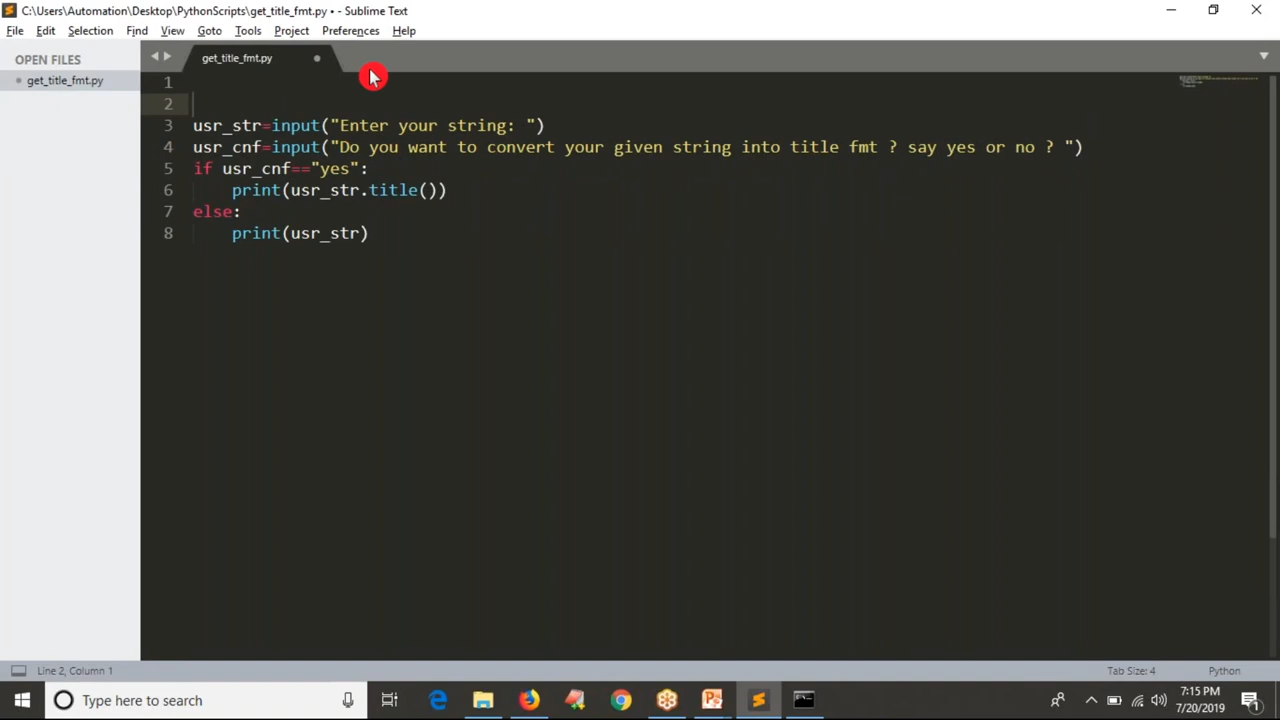 C:\Users\Automation\Desktop\PythonScripts\get_title_fmt.py • - Sublime Text
File Edit Selection Find View Goto Tools Project Preferences Help
OPEN FILES
get_title_fmt.py
get_title_fmt.py
1
2
3 usr_str=input("Enter your string: ")
4 usr_cnf=input("Do you want to convert your given string into title fmt ? say yes or no ? ")
5 if usr_cnf=="yes":
6     print(usr_str.title())
7 else:
8     print(usr_str)
Line 2, Column 1 Tab Size: 4 Python
Type here to search
7:15 PM
7/20/2019
1